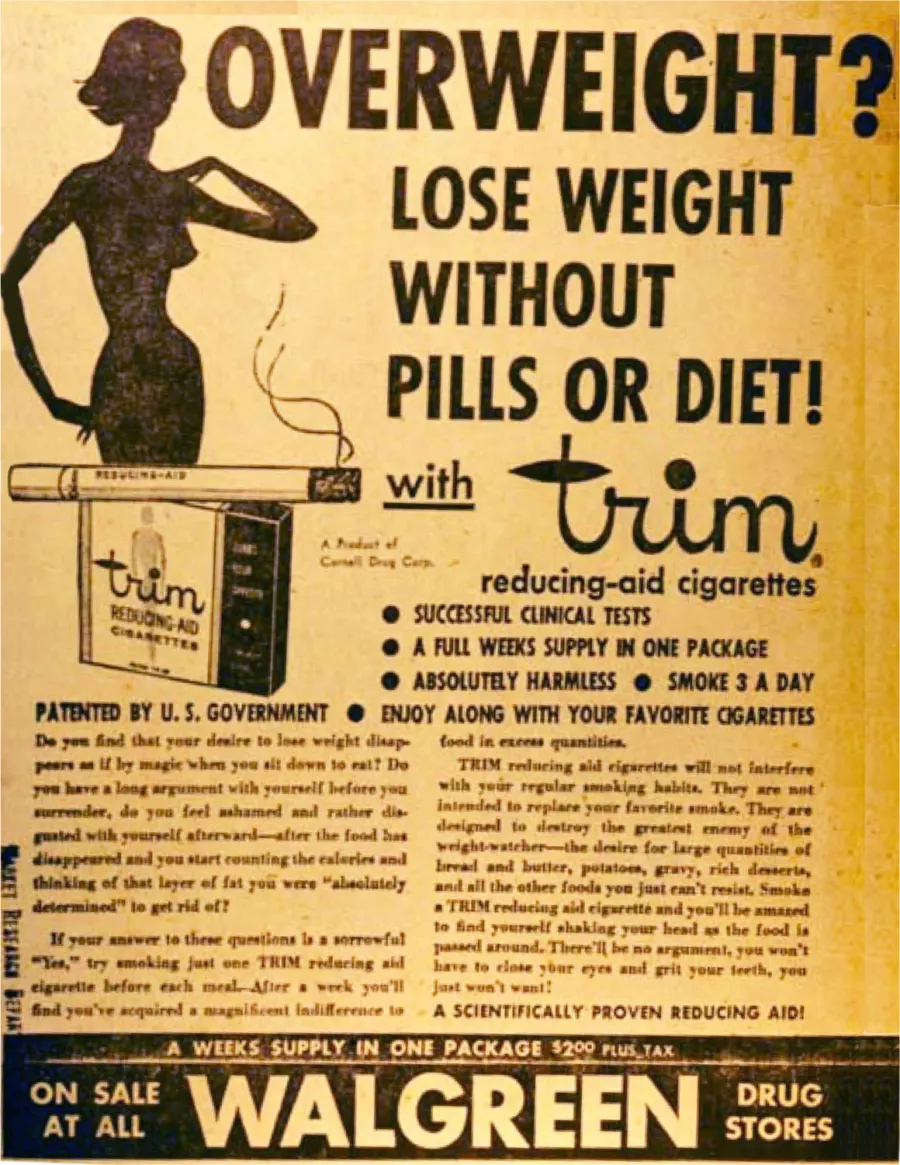 OVERWEIGHT?
LOSE WEIGHT
WITHOUT
PILLS OR DIET!
with trim
reducing-aid cigarettes
REDUCING-AID
trim
REDUCING-AID
CIGARETTES
A Product of
Cornell Drug Corp.
● SUCCESSFUL CLINICAL TESTS
● A FULL WEEKS SUPPLY IN ONE PACKAGE
● ABSOLUTELY HARMLESS ● SMOKE 3 A DAY
PATENTED BY U. S. GOVERNMENT ● ENJOY ALONG WITH YOUR FAVORITE CIGARETTES
Do you find that your desire to lose weight disap-
pears as if by magic when you sit down to eat? Do
you have a long argument with yourself before you
surrender, do you feel ashamed and rather dis-
gusted with yourself afterward—after the food has
disappeared and you start counting the calories and
thinking of that layer of fat you were "absolutely
determined" to get rid of?
If your answer to these questions is a sorrowful
"Yes," try smoking just one TRIM reducing aid
cigarette before each meal.—After a week you'll
find you've acquired a magnificent indifference to
food in excess quantities.
TRIM reducing aid cigarettes will not interfere
with your regular smoking habits. They are not
intended to replace your favorite smoke. They are
designed to destroy the greatest enemy of the
weight-watcher—the desire for large quantities of
bread and butter, potatoes, gravy, rich desserts,
and all the other foods you just can't resist. Smoke
a TRIM reducing aid cigarette and you'll be amazed
to find yourself shaking your head as the food is
passed around. There'll be no argument, you won't
have to close your eyes and grit your teeth, you
just won't want!
A SCIENTIFICALLY PROVEN REDUCING AID!
RESEARCH
A WEEKS SUPPLY IN ONE PACKAGE $2.00 PLUS TAX
ON SALE
AT ALL
WALGREEN
DRUG
STORES